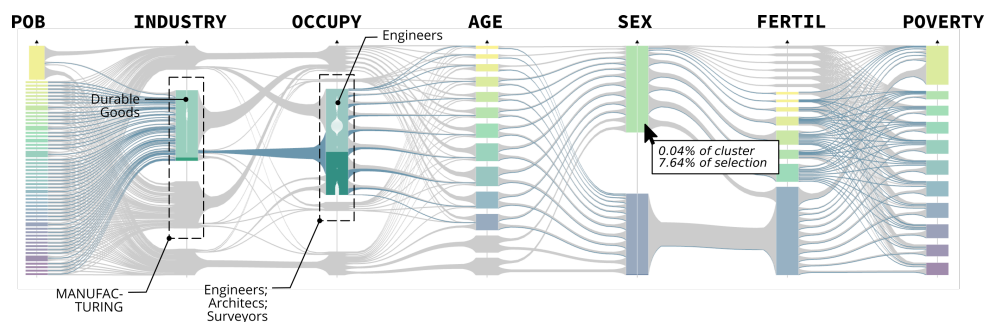 POB INDUSTRY OCCUPY AGE SEX FERTIL POVERTY
Engineers
Durable
Goods
0.04% of cluster
7.64% of selection
MANUFAC-
TURING
Engineers;
Architecs;
Surveyors